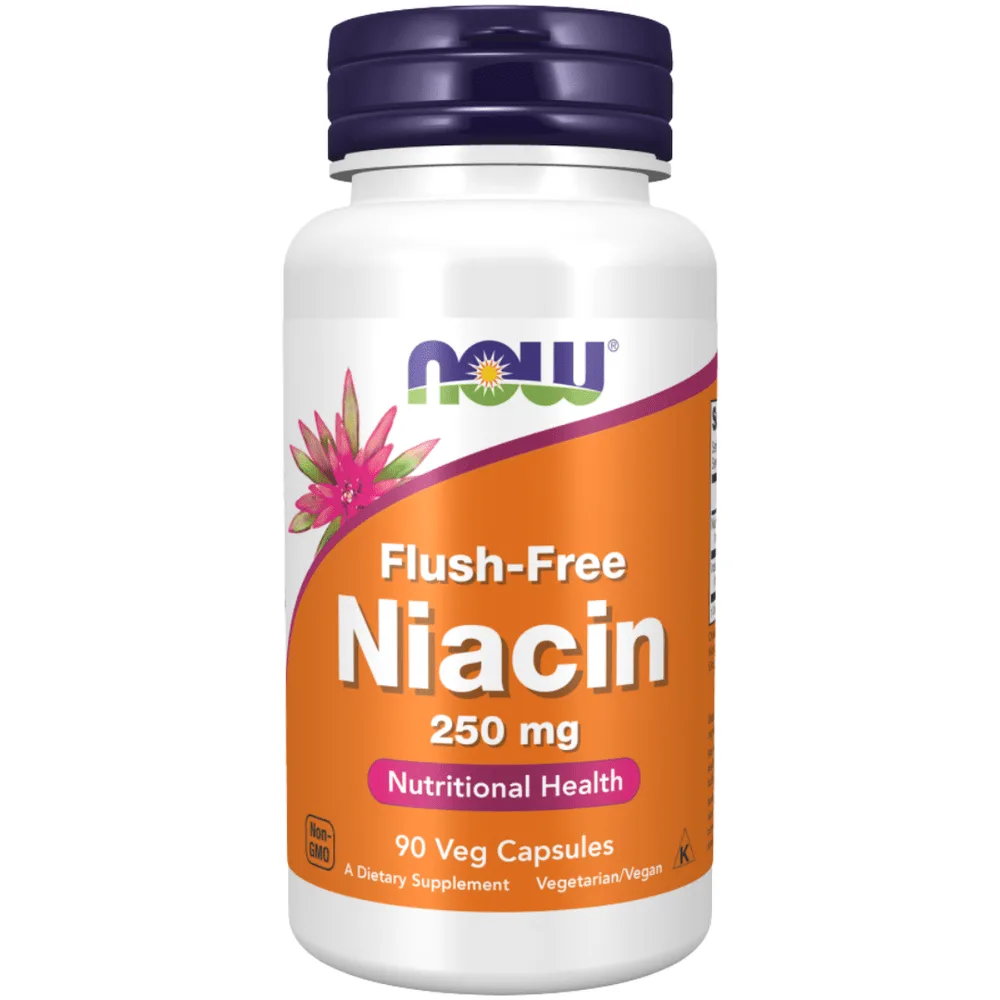 NOW®
Flush-Free
Niacin
250 mg
Nutritional Health
90 Veg Capsules
Non-
GMO
A Dietary Supplement
Vegetarian/Vegan
K